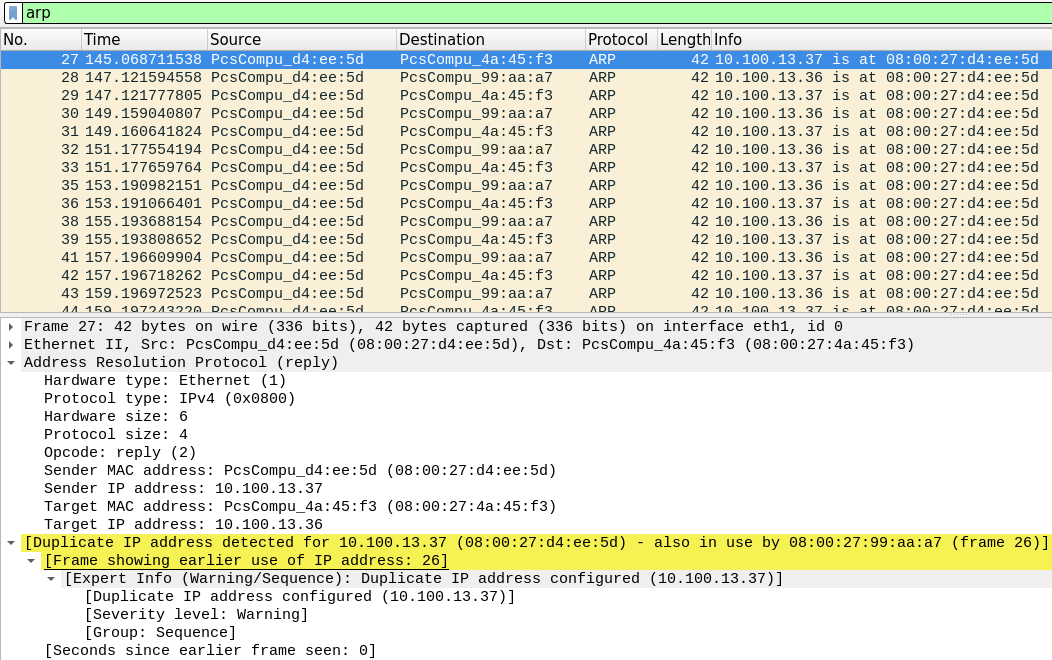 arp
No. Time Source Destination Protocol Length Info
27 145.068711538 PcsCompu_d4:ee:5d PcsCompu_4a:45:f3 ARP 42 10.100.13.37 is at 08:00:27:d4:ee:5d
28 147.121594558 PcsCompu_d4:ee:5d PcsCompu_99:aa:a7 ARP 42 10.100.13.36 is at 08:00:27:d4:ee:5d
29 147.121777805 PcsCompu_d4:ee:5d PcsCompu_4a:45:f3 ARP 42 10.100.13.37 is at 08:00:27:d4:ee:5d
30 149.159040807 PcsCompu_d4:ee:5d PcsCompu_99:aa:a7 ARP 42 10.100.13.36 is at 08:00:27:d4:ee:5d
31 149.160641824 PcsCompu_d4:ee:5d PcsCompu_4a:45:f3 ARP 42 10.100.13.37 is at 08:00:27:d4:ee:5d
32 151.177554194 PcsCompu_d4:ee:5d PcsCompu_99:aa:a7 ARP 42 10.100.13.36 is at 08:00:27:d4:ee:5d
33 151.177659764 PcsCompu_d4:ee:5d PcsCompu_4a:45:f3 ARP 42 10.100.13.37 is at 08:00:27:d4:ee:5d
35 153.190982151 PcsCompu_d4:ee:5d PcsCompu_99:aa:a7 ARP 42 10.100.13.36 is at 08:00:27:d4:ee:5d
36 153.191066401 PcsCompu_d4:ee:5d PcsCompu_4a:45:f3 ARP 42 10.100.13.37 is at 08:00:27:d4:ee:5d
38 155.193688154 PcsCompu_d4:ee:5d PcsCompu_99:aa:a7 ARP 42 10.100.13.36 is at 08:00:27:d4:ee:5d
39 155.193808652 PcsCompu_d4:ee:5d PcsCompu_4a:45:f3 ARP 42 10.100.13.37 is at 08:00:27:d4:ee:5d
41 157.196609904 PcsCompu_d4:ee:5d PcsCompu_99:aa:a7 ARP 42 10.100.13.36 is at 08:00:27:d4:ee:5d
42 157.196718262 PcsCompu_d4:ee:5d PcsCompu_4a:45:f3 ARP 42 10.100.13.37 is at 08:00:27:d4:ee:5d
43 159.196972523 PcsCompu_d4:ee:5d PcsCompu_99:aa:a7 ARP 42 10.100.13.36 is at 08:00:27:d4:ee:5d
44 159.197243220 PcsCompu_d4:ee:5d PcsCompu_4a:45:f3 ARP 42 10.100.13.37 is at 08:00:27:d4:ee:5d
Frame 27: 42 bytes on wire (336 bits), 42 bytes captured (336 bits) on interface eth1, id 0
Ethernet II, Src: PcsCompu_d4:ee:5d (08:00:27:d4:ee:5d), Dst: PcsCompu_4a:45:f3 (08:00:27:4a:45:f3)
Address Resolution Protocol (reply)
Hardware type: Ethernet (1)
Protocol type: IPv4 (0x0800)
Hardware size: 6
Protocol size: 4
Opcode: reply (2)
Sender MAC address: PcsCompu_d4:ee:5d (08:00:27:d4:ee:5d)
Sender IP address: 10.100.13.37
Target MAC address: PcsCompu_4a:45:f3 (08:00:27:4a:45:f3)
Target IP address: 10.100.13.36
[Duplicate IP address detected for 10.100.13.37 (08:00:27:d4:ee:5d) - also in use by 08:00:27:99:aa:a7 (frame 26)]
[Frame showing earlier use of IP address: 26]
[Expert Info (Warning/Sequence): Duplicate IP address configured (10.100.13.37)]
[Duplicate IP address configured (10.100.13.37)]
[Severity level: Warning]
[Group: Sequence]
[Seconds since earlier frame seen: 0]